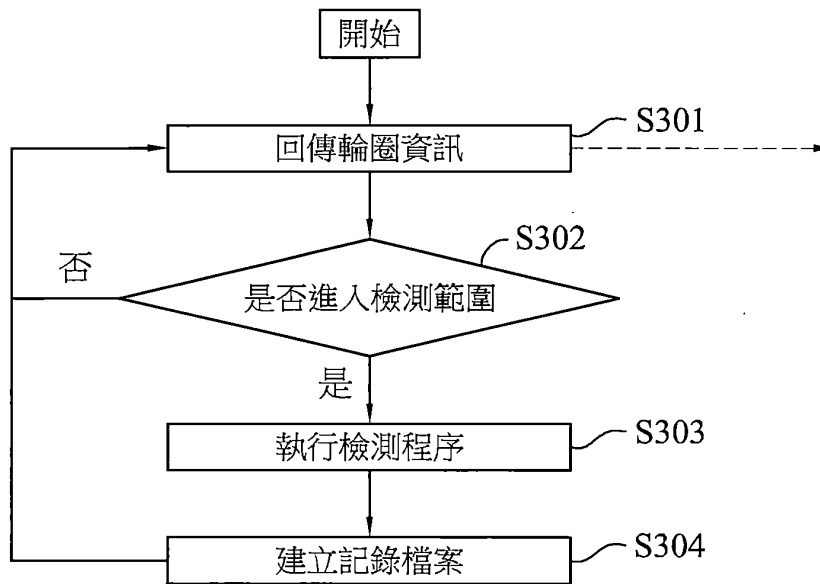 開始
回傳輪圈資訊
S301
S302
否
是否進入檢測範圍
是
執行檢測程序
S303
建立記錄檔案
S304